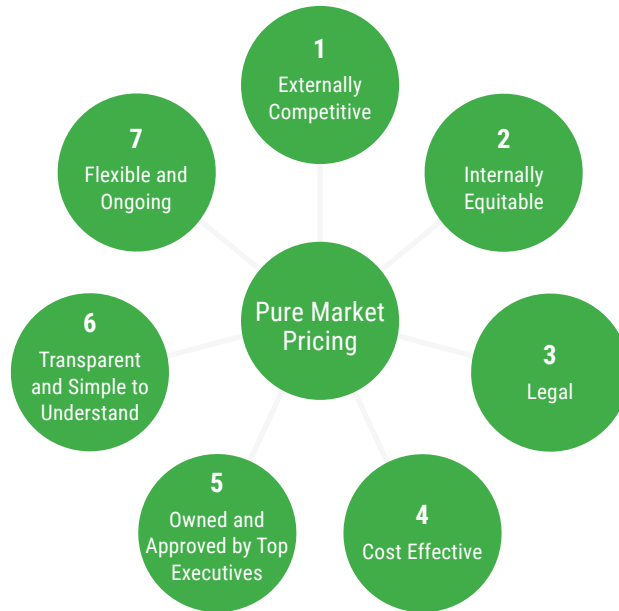 1
Externally
Competitive
2
Internally
Equitable
3
Legal
4
Cost Effective
5
Owned and
Approved by Top
Executives
6
Transparent
and Simple to
Understand
7
Flexible and
Ongoing
Pure Market
Pricing